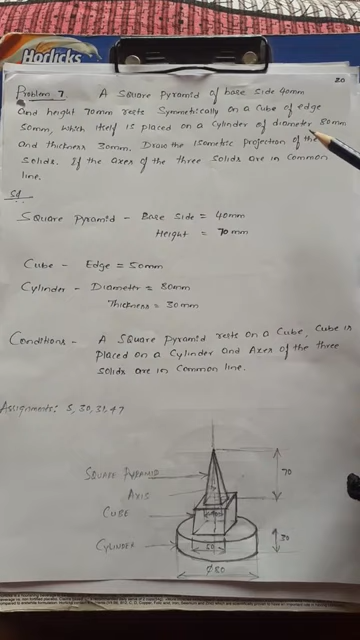 Horlicks
20
Problem 7. A Square Pyramid of base side 40mm
and height 70mm rests Symmetrically on a Cube of edge
50mm, which itself is placed on a Cylinder of diameter 80mm
and thickness 30mm. Draw the isometric projection of the
Solids. If the axes of the three solids are in Common
line.
Sol
Square Pyramid - Base Side = 40mm
Height = 70 mm
Cube - Edge = 50mm
Cylinder - Diameter = 80mm
Thickness = 30mm
Conditions - A Square Pyramid rests on a Cube, Cube is
placed on a Cylinder and Axes of the three
solids are in Common line.
Assignments: 5, 30, 31, 47
SQUARE PYRAMID
AXIS
CUBE
CYLINDER
70
30
50
Ø80